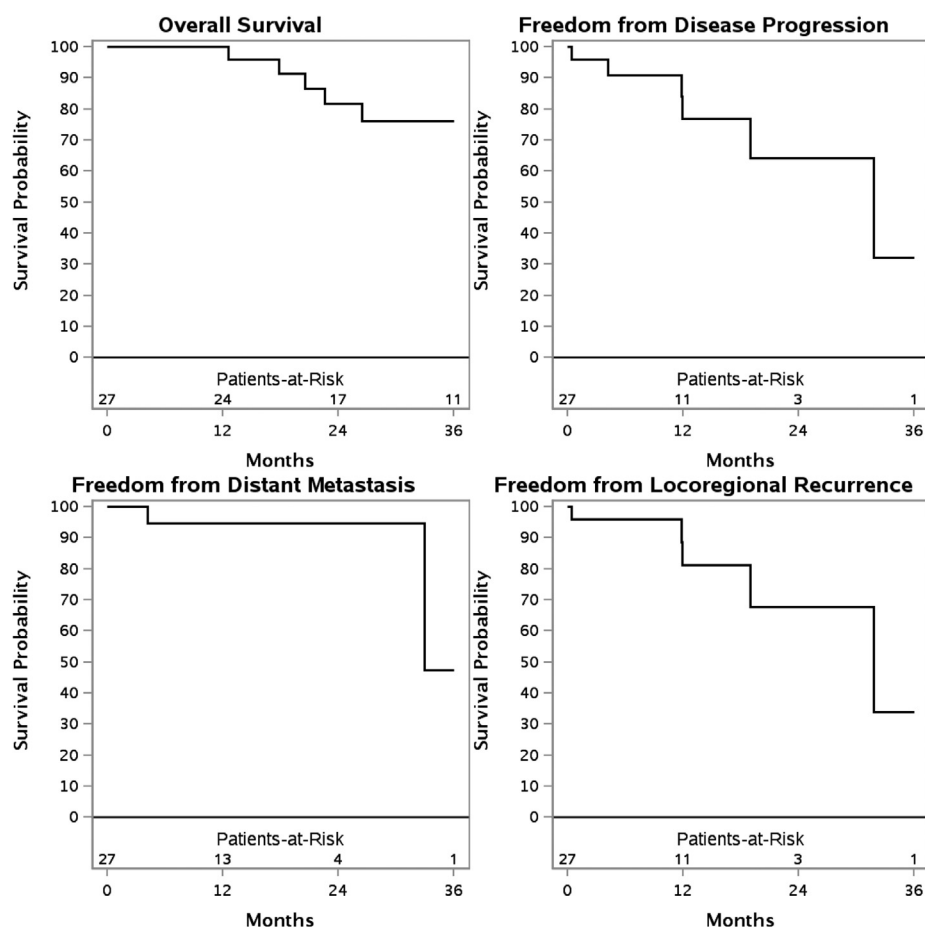 Overall Survival
Survival Probability
100
90
80
70
60
50
40
30
20
10
0
Patients-at-Risk
27 24 17 11
0 12 24 36
Months
Freedom from Disease Progression
Survival Probability
100
90
80
70
60
50
40
30
20
10
0
Patients-at-Risk
27 11 3 1
0 12 24 36
Months
Freedom from Distant Metastasis
Survival Probability
100
90
80
70
60
50
40
30
20
10
0
Patients-at-Risk
27 13 4 1
0 12 24 36
Months
Freedom from Locoregional Recurrence
Survival Probability
100
90
80
70
60
50
40
30
20
10
0
Patients-at-Risk
27 11 3 1
0 12 24 36
Months